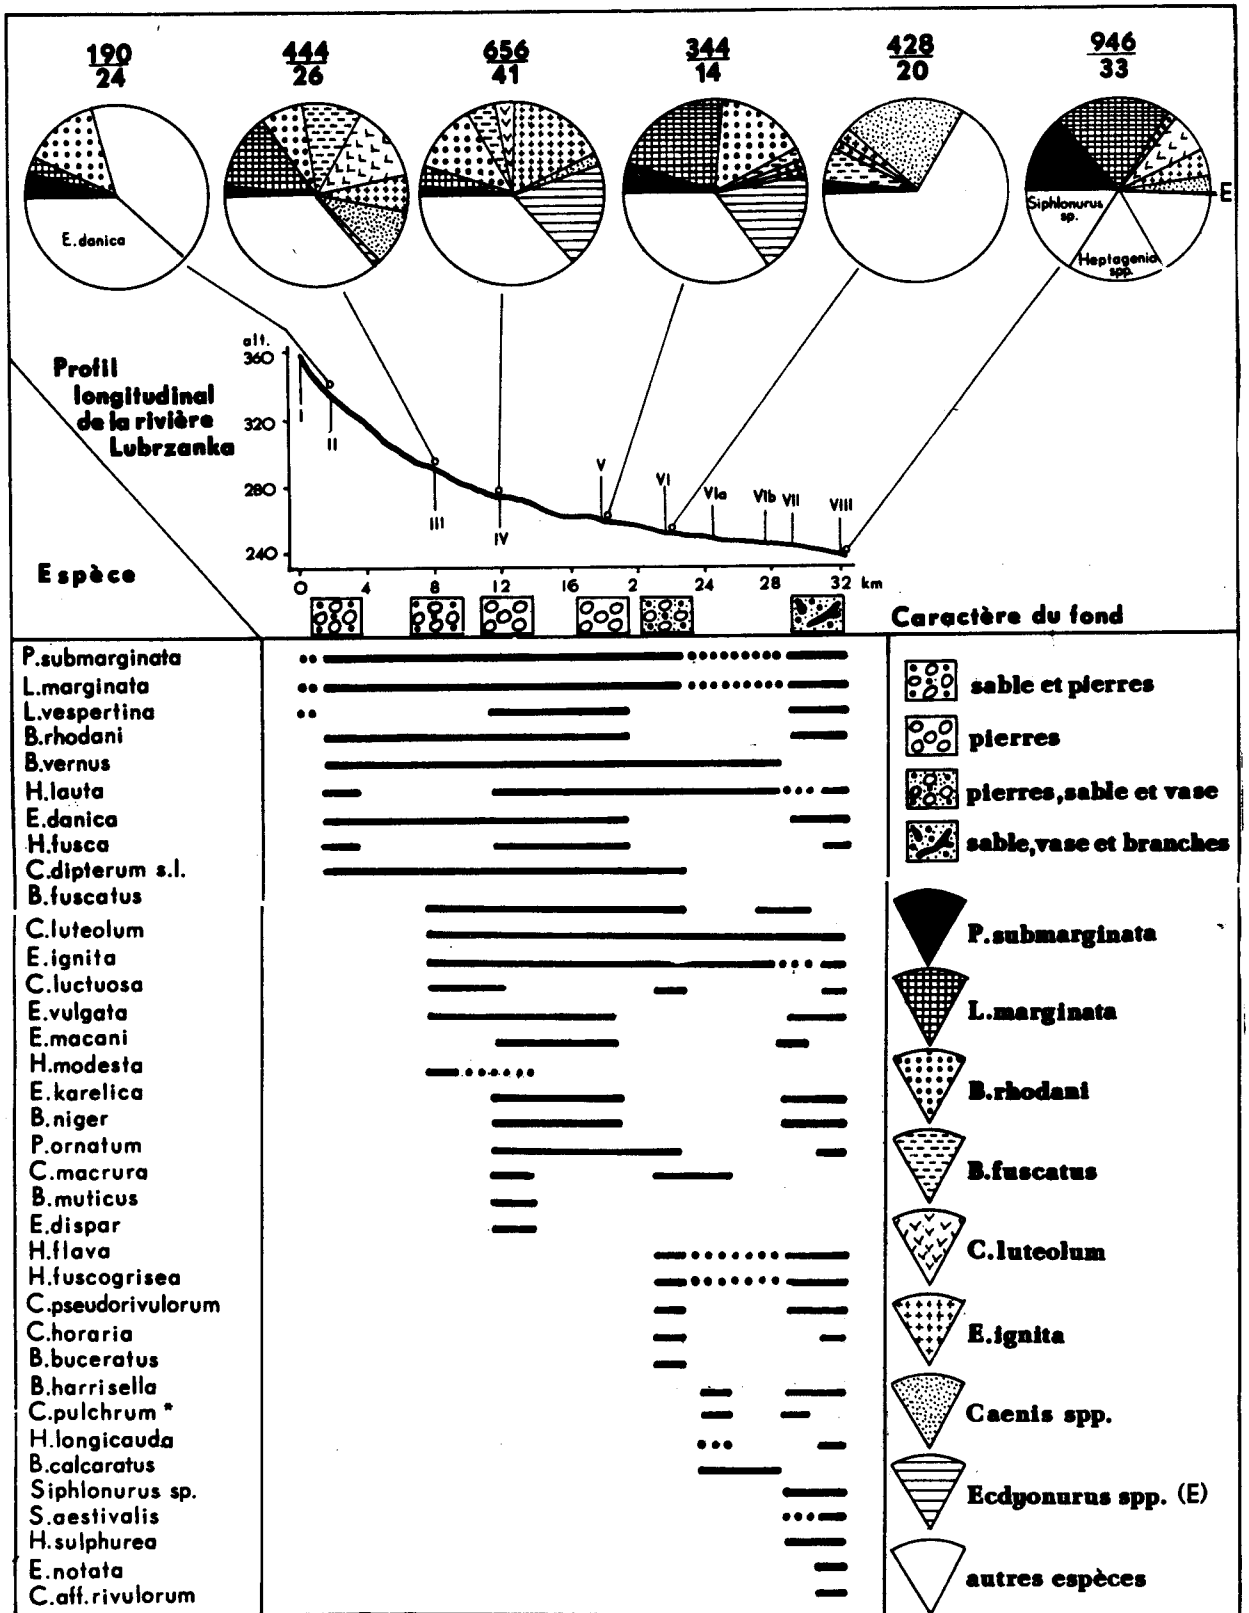 190 444 656 344 428 946
24 26 41 14 20 33
E.danica
Siphlonurus
sp.
Heptagenia
spp.
E
Profil
longitudinal
de la rivière
Lubrzanka
Espèce
alt.
360
320
280
240
I
II
III
IV
V
VI
VIa
VIb
VII
VIII
0 4 8 12 16 2 24 28 32 km
Caractère du fond
sable et pierres
pierres
pierres,sable et vase
sable,vase et branches
P.submarginata
L.marginata
L.vespertina
B.rhodani
B.vernus
H.lauta
E.danica
H.fusca
C.dipterum s.l.
B.fuscatus
C.luteolum
E.ignita
C.luctuosa
E.vulgata
E.macani
H.modesta
E.karelica
B.niger
P.ornatum
C.macrura
B.muticus
E.dispar
H.flava
H.fuscogrisea
C.pseudorivulorum
C.horaria
B.buceratus
B.harrisella
C.pulchrum *
H.longicauda
B.calcaratus
Siphlonurus sp.
S.aestivalis
H.sulphurea
E.notata
C.aff.rivulorum
P.submarginata
L.marginata
B.rhodani
B.fuscatus
C.luteolum
E.ignita
Caenis spp.
Ecdyonurus spp. (E)
autres espèces